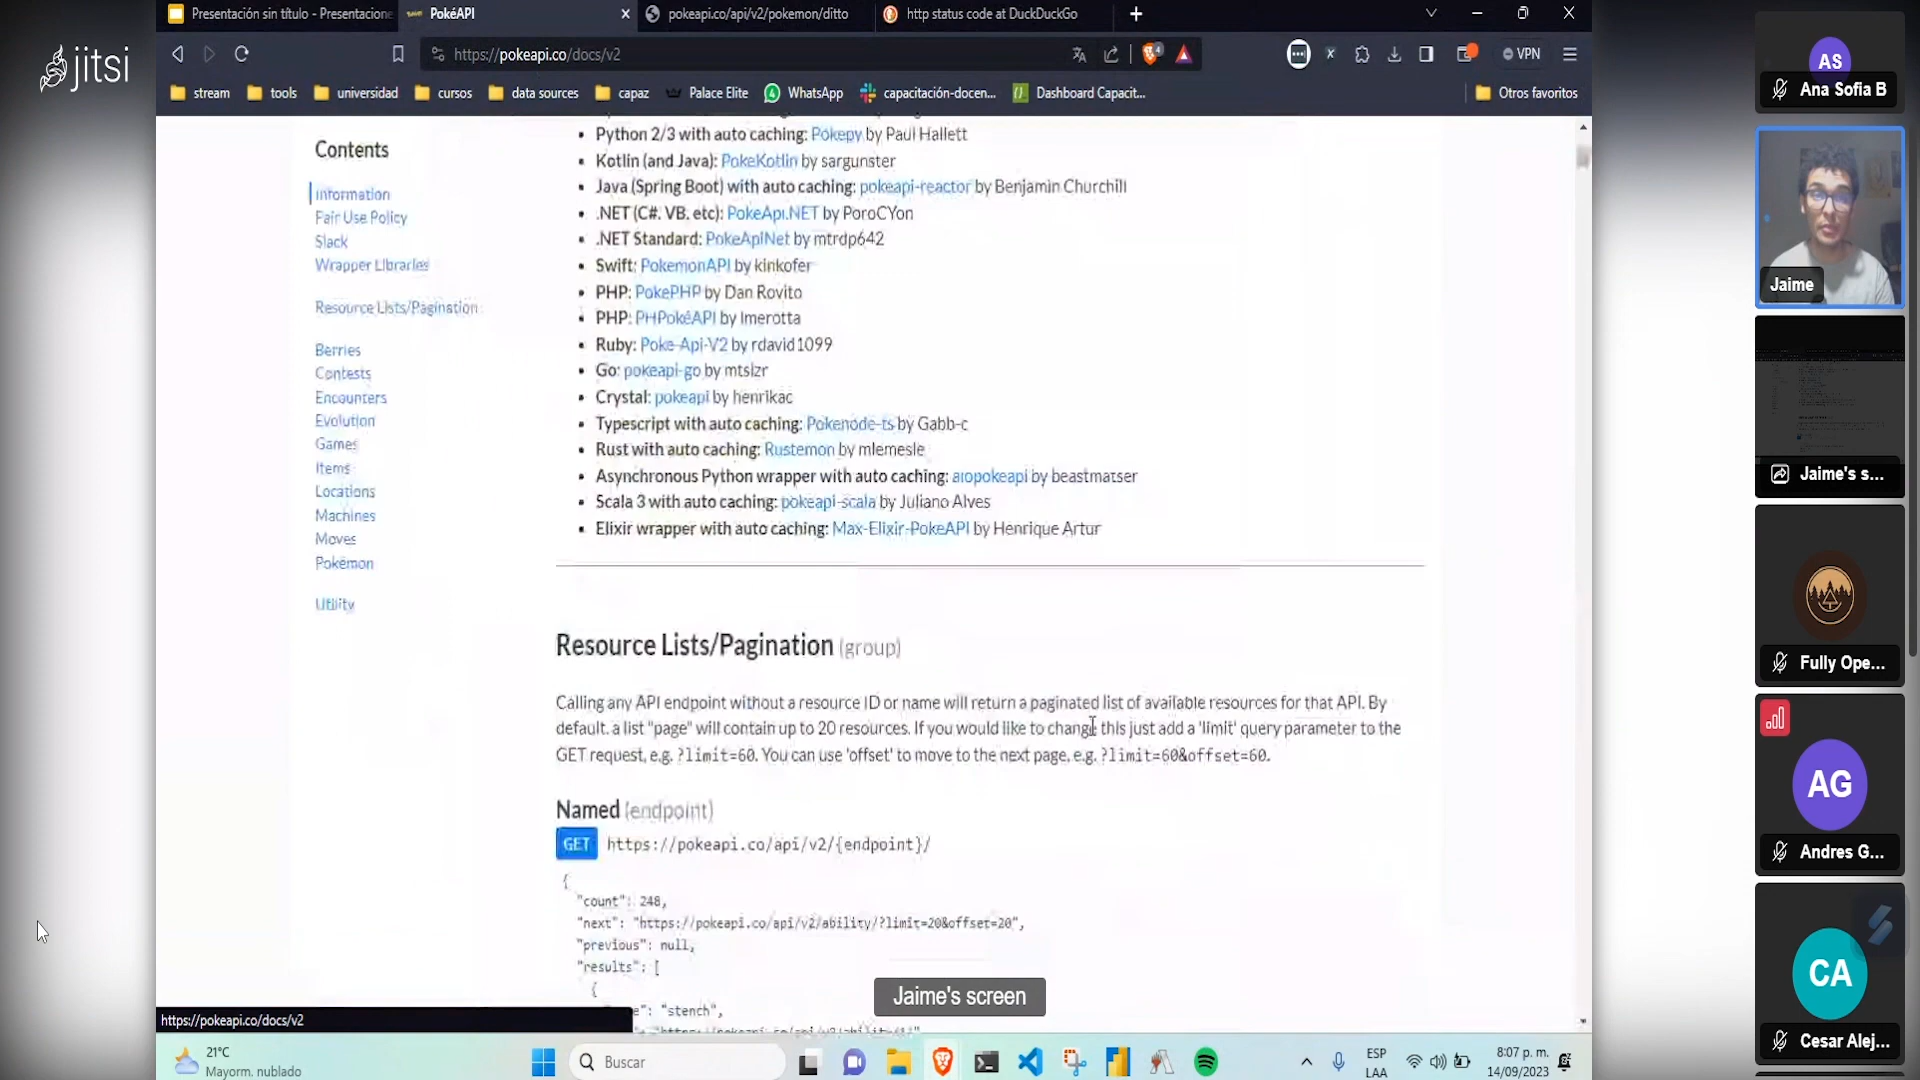 jitsi
Presentación sin título - Presentacione
PokéAPI
pokeapi.co/api/v2/pokemon/ditto
http status code at DuckDuckGo
https://pokeapi.co/docs/v2
VPN
stream
tools
universidad
cursos
data sources
capaz
Palace Elite
WhatsApp
capacitación-docen...
Dashboard Capacit...
Otros favoritos
Contents
Information
Fair Use Policy
Slack
Wrapper Libraries
Resource Lists/Pagination
Berries
Contests
Encounters
Evolution
Games
Items
Locations
Machines
Moves
Pokémon
Utility
Python 2/3 with auto caching: Pokepy by Paul Hallett
Kotlin (and Java): PokeKotlin by sargunster
Java (Spring Boot) with auto caching: pokeapi-reactor by Benjamin Churchill
.NET (C#, VB, etc): PokeApi.NET by PoroCYon
.NET Standard: PokeApiNet by mtrdp642
Swift: PokemonAPI by kinkofer
PHP: PokePHP by Dan Rovito
PHP: PHPokéAPI by lmerotta
Ruby: Poke-Api-V2 by rdavid1099
Go: pokeapi-go by mtslzr
Crystal: pokeapi by henrikac
Typescript with auto caching: Pokenode-ts by Gabb-c
Rust with auto caching: Rustemon by mlemesle
Asynchronous Python wrapper with auto caching: aiopokeapi by beastmatser
Scala 3 with auto caching: pokeapi-scala by Juliano Alves
Elixir wrapper with auto caching: Max-Elixir-PokeAPI by Henrique Artur
Resource Lists/Pagination (group)
Calling any API endpoint without a resource ID or name will return a paginated list of available resources for that API. By
default, a list "page" will contain up to 20 resources. If you would like to change this just add a 'limit' query parameter to the
GET request, e.g. ?limit=60. You can use 'offset' to move to the next page, e.g. ?limit=60&offset=60.
Named (endpoint)
GET https://pokeapi.co/api/v2/{endpoint}/
{
"count": 248,
"next": "https://pokeapi.co/api/v2/ability/?limit=20&offset=20",
"previous": null,
"results": [
{
"stench",
https://pokeapi.co/docs/v2
Jaime's screen
21°C
Mayorm. nublado
Buscar
ESP
LAA
8:07 p. m.
14/09/2023
AS
Ana Sofia B
Jaime
Jaime's s...
Fully Ope...
AG
Andres G...
CA
Cesar Alej...